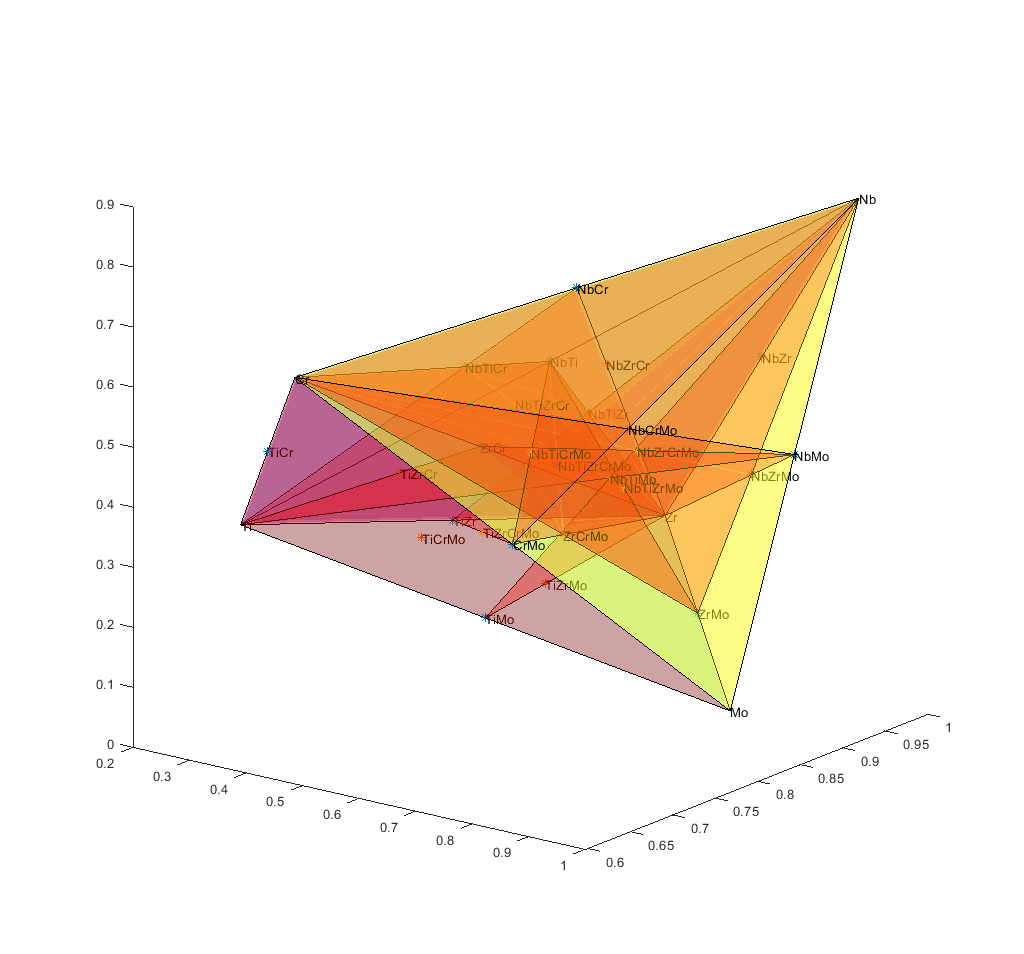 Nb
0.9
0.8
NbCr
0.7
NbZr
NbTi
NbZrCr
NbTiCr
0.6
Cr
NbTiZrCr
NbTiZr
NbCrMo
0.5
ZrCr
TiCr
NbTiCrMo
NbZrCrMo
NbMo
NbTiZrCrMo
TiZrCr
NbTiMo
NbZrMo
NbTiZrMo
0.4
Zr
TiZr
Ti
TiZrCrMo
ZrCrMo
TiCrMo
CrMo
0.3
TiZrMo
0.2
TiMo
ZrMo
0.1
Mo
0
0.2
0.3
0.4
0.5
0.6
0.7
0.8
0.9
1
0.6
0.65
0.7
0.75
0.8
0.85
0.9
0.95
1